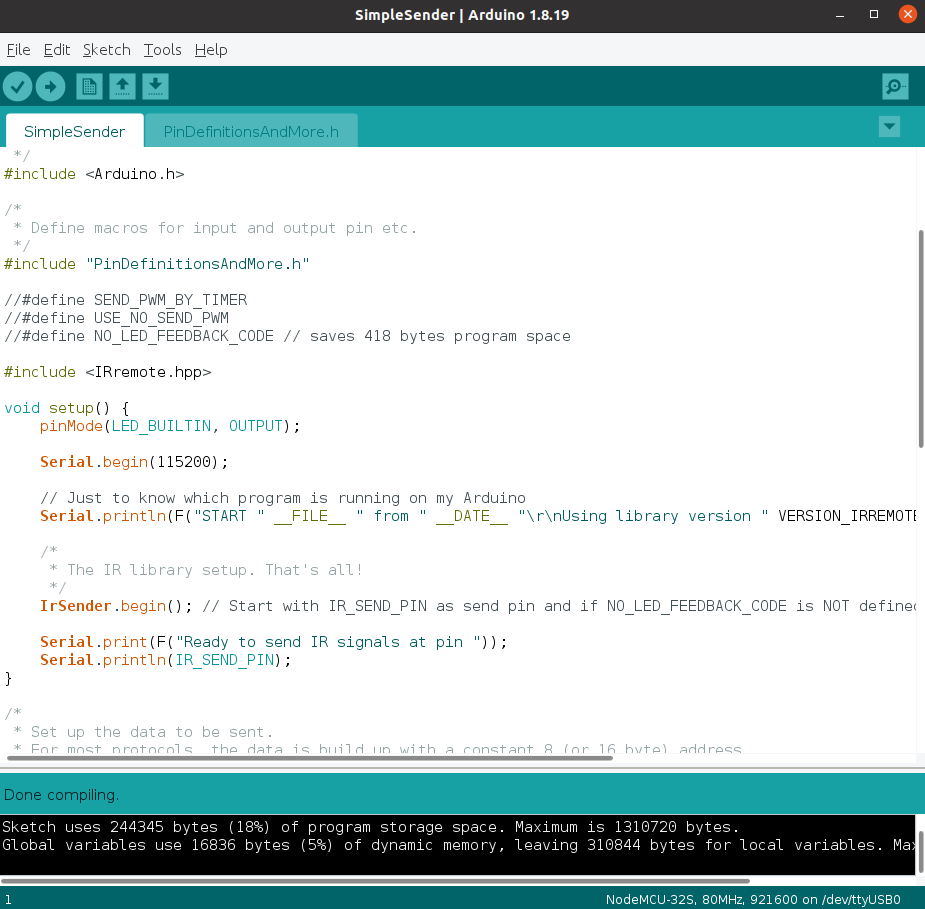 SimpleSender | Arduino 1.8.19
File Edit Sketch Tools Help
SimpleSender PinDefinitionsAndMore.h
 */
#include <Arduino.h>
/*
 * Define macros for input and output pin etc.
 */
#include "PinDefinitionsAndMore.h"
//#define SEND_PWM_BY_TIMER
//#define USE_NO_SEND_PWM
//#define NO_LED_FEEDBACK_CODE // saves 418 bytes program space
#include <IRremote.hpp>
void setup() {
    pinMode(LED_BUILTIN, OUTPUT);
    Serial.begin(115200);
    // Just to know which program is running on my Arduino
    Serial.println(F("START " __FILE__ " from " __DATE__ "\r\nUsing library version " VERSION_IRREMOTE
    /*
     * The IR library setup. That's all!
     */
    IrSender.begin(); // Start with IR_SEND_PIN as send pin and if NO_LED_FEEDBACK_CODE is NOT defined
    Serial.print(F("Ready to send IR signals at pin "));
    Serial.println(IR_SEND_PIN);
}
/*
 * Set up the data to be sent.
 * For most protocols, the data is build up with a constant 8 (or 16 byte) address
Done compiling.
Sketch uses 244345 bytes (18%) of program storage space. Maximum is 1310720 bytes.
Global variables use 16836 bytes (5%) of dynamic memory, leaving 310844 bytes for local variables. Max
1 NodeMCU-32S, 80MHz, 921600 on /dev/ttyUSB0